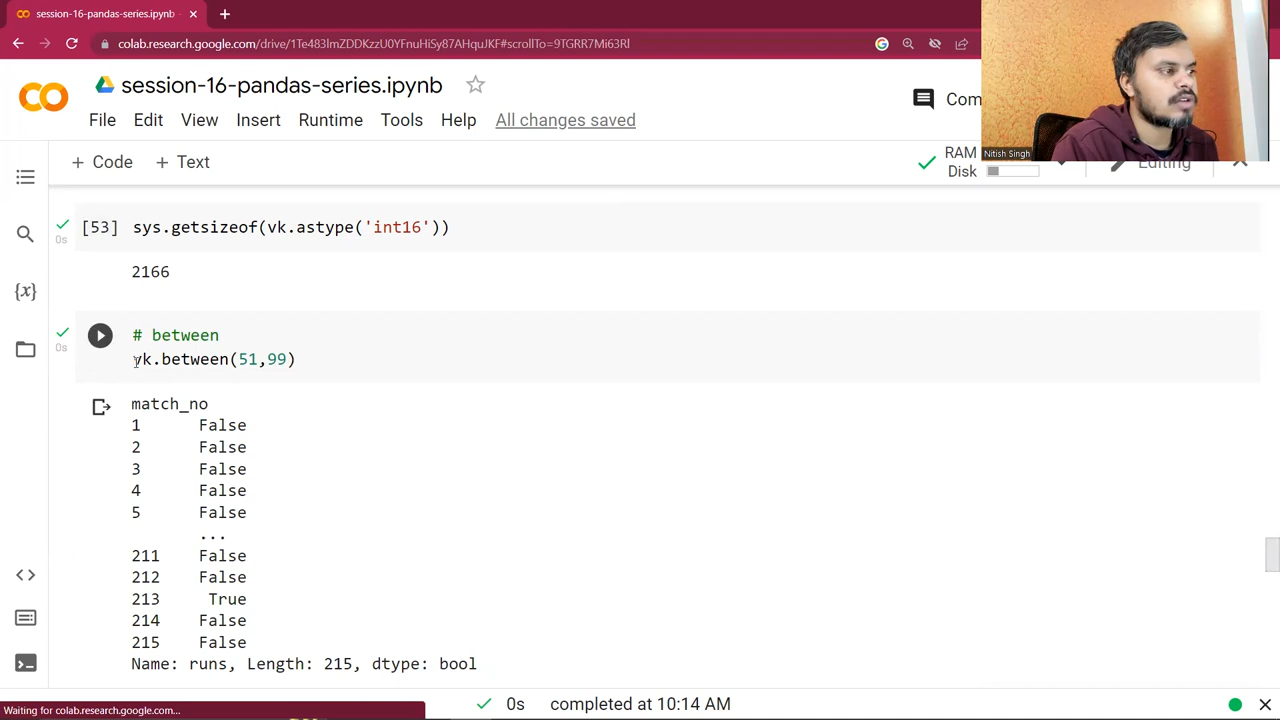 session-16-pandas-series.ipynb
colab.research.google.com/drive/1Te483lmZDDKzzU0YFnuHiSy87AHquJKF#scrollTo=9TGRR7Mi63Rl
session-16-pandas-series.ipynb
Com
Nitish Singh
File Edit View Insert Runtime Tools Help All changes saved
+ Code + Text
RAM
Disk
Editing
[53] sys.getsizeof(vk.astype('int16'))
0s
2166
# between
0s
vk.between(51,99)
match_no
1 False
2 False
3 False
4 False
5 False
...
211 False
212 False
213 True
214 False
215 False
Name: runs, Length: 215, dtype: bool
0s completed at 10:14 AM
Waiting for colab.research.google.com...